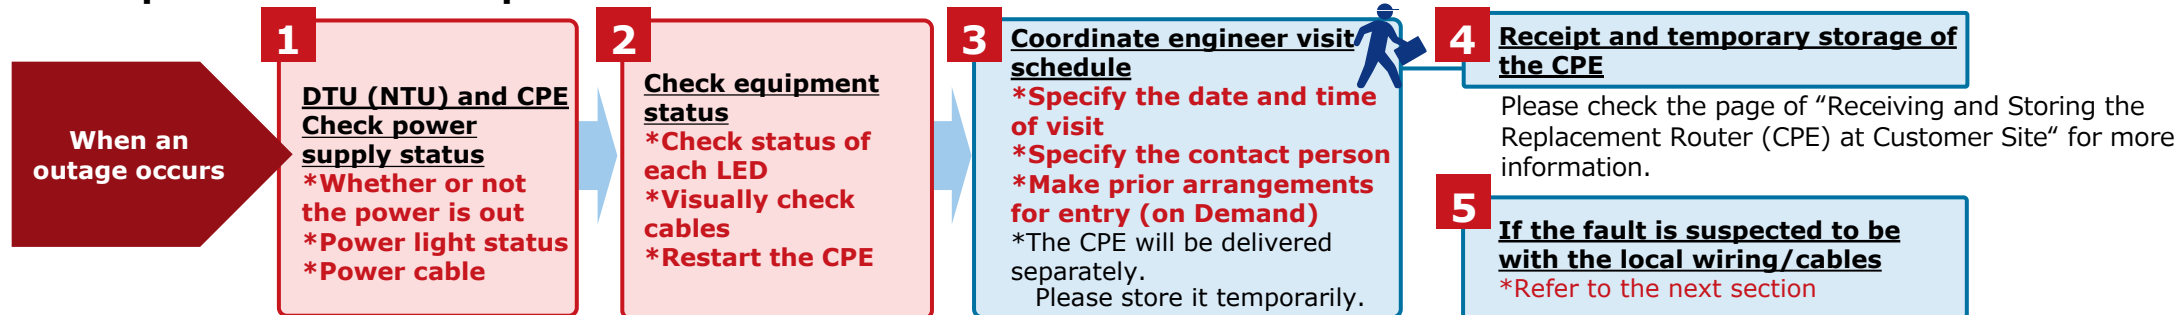 When an
outage occurs
1
DTU (NTU) and CPE
Check power
supply status
*Whether or not
the power is out
*Power light status
*Power cable
2
Check equipment
status
*Check status of
each LED
*Visually check
cables
*Restart the CPE
3
Coordinate engineer visit
schedule
*Specify the date and time
of visit
*Specify the contact person
*Make prior arrangements
for entry (on Demand)
*The CPE will be delivered
separately.
Please store it temporarily.
4
Receipt and temporary storage of
the CPE
Please check the page of “Receiving and Storing the
Replacement Router (CPE) at Customer Site“ for more
information.
5
If the fault is suspected to be
with the local wiring/cables
*Refer to the next section